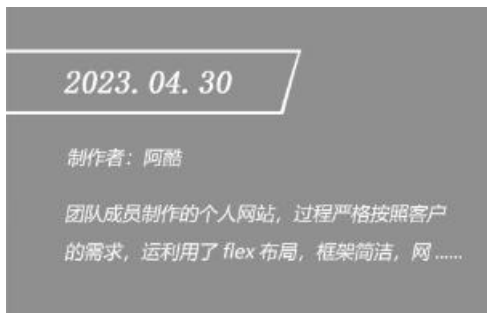 2023. 04. 30
制作者：阿酷
团队成员制作的个人网站，过程严格按照客户
的需求，运利用了 flex 布局，框架简洁，网 ......